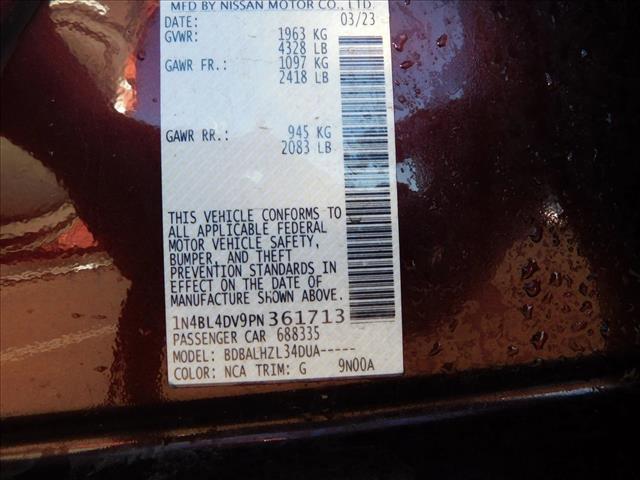 MFD BY NISSAN MOTOR CO., LTD.
DATE: 03/23
GVWR: 1963 KG
4328 LB
GAWR FR.: 1097 KG
2418 LB
GAWR RR.: 945 KG
2083 LB
THIS VEHICLE CONFORMS TO
ALL APPLICABLE FEDERAL
MOTOR VEHICLE SAFETY,
BUMPER, AND THEFT
PREVENTION STANDARDS IN
EFFECT ON THE DATE OF
MANUFACTURE SHOWN ABOVE.
1N4BL4DV9PN361713
PASSENGER CAR 688335
MODEL: BDBALHZL34DUA-----
COLOR: NCA TRIM: G 9N00A